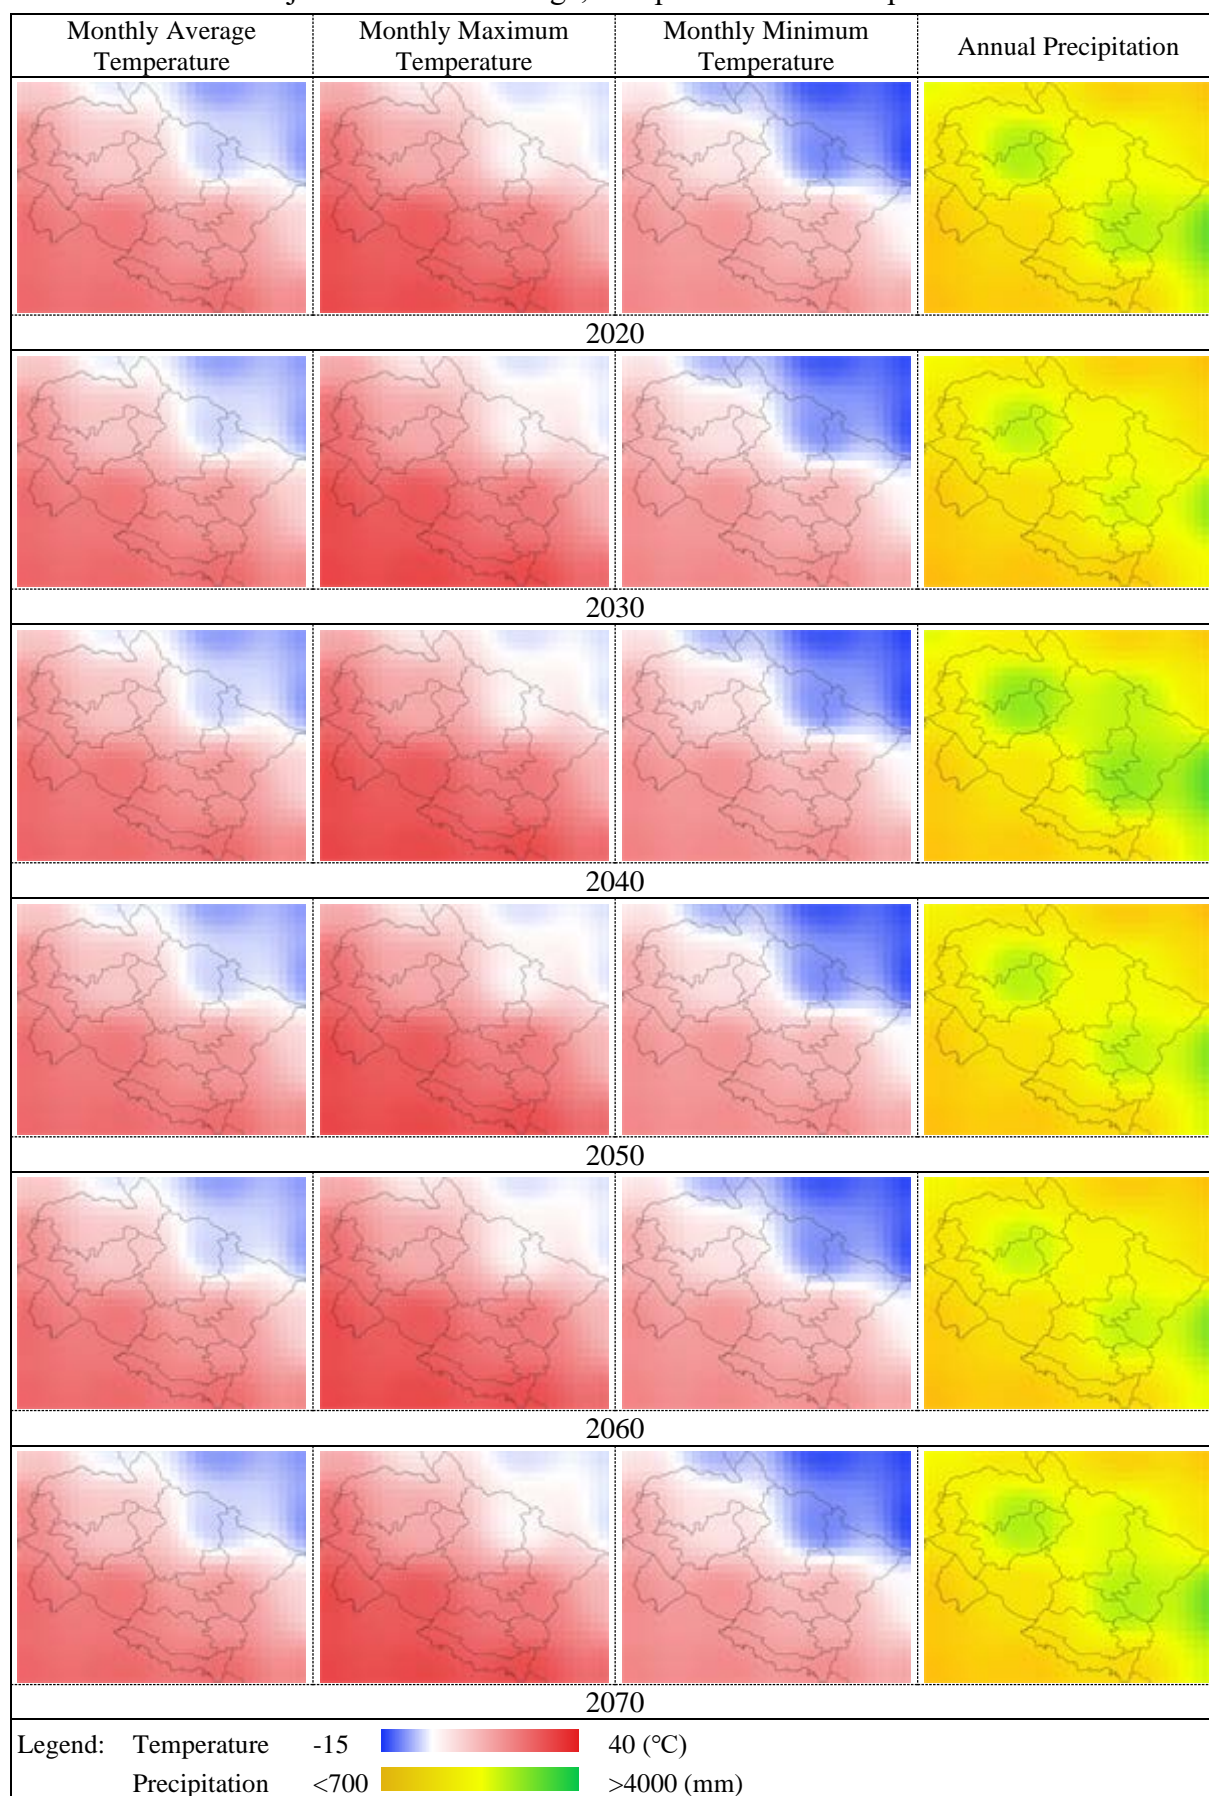 Monthly Average
Temperature
Monthly Maximum
Temperature
Monthly Minimum
Temperature
Annual Precipitation
2020
2030
2040
2050
2060
2070
Legend: Temperature -15 40 (℃)
Precipitation <700 >4000 (mm)